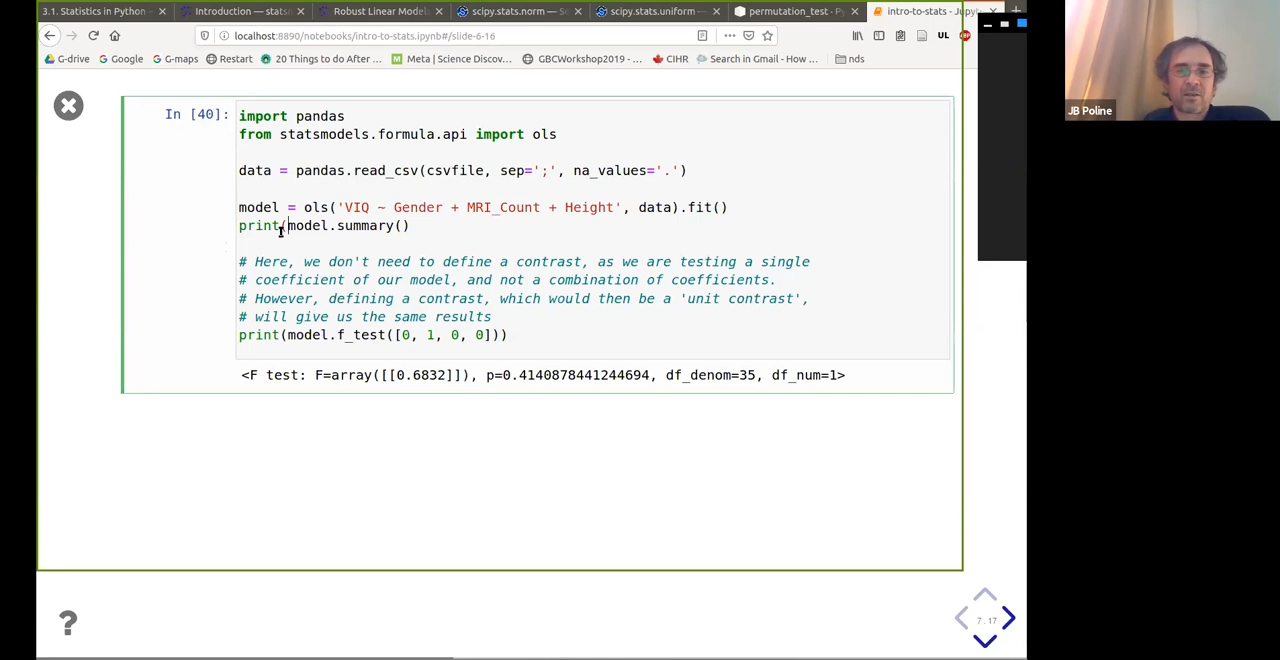 3.1. Statistics in Python
Introduction — stats
Robust Linear Models
scipy.stats.norm — S
scipy.stats.uniform —
permutation_test - Py
intro-to-stats - Jupyt
localhost:8890/notebooks/intro-to-stats.ipynb#/slide-6-16
UL
G-drive
Google
G-maps
Restart
20 Things to do After ...
M
Meta | Science Discov...
GBCWorkshop2019 - ...
CIHR
Search in Gmail - How ...
nds
JB Poline
In [40]:
import pandas
from statsmodels.formula.api import ols
data = pandas.read_csv(csvfile, sep=';', na_values='.')
model = ols('VIQ ~ Gender + MRI_Count + Height', data).fit()
print(model.summary()
# Here, we don't need to define a contrast, as we are testing a single
# coefficient of our model, and not a combination of coefficients.
# However, defining a contrast, which would then be a 'unit contrast',
# will give us the same results
print(model.f_test([0, 1, 0, 0]))
<F test: F=array([[0.6832]]), p=0.4140878441244694, df_denom=35, df_num=1>
?
7.17